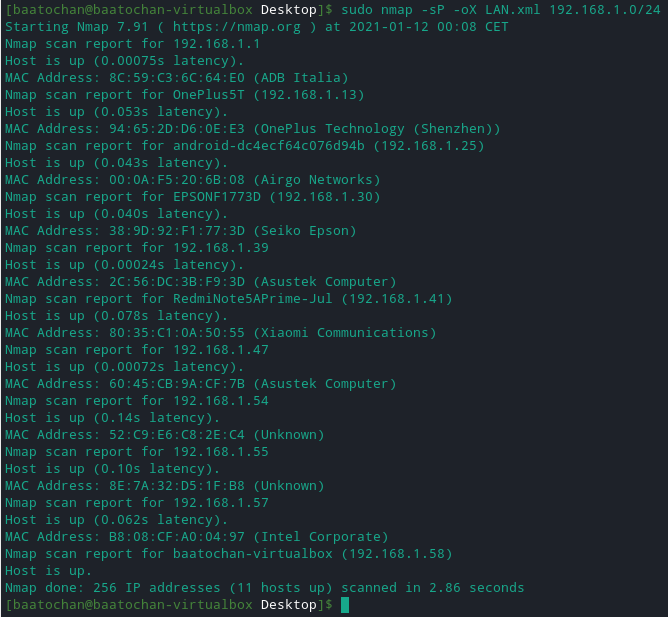 [baatochan@baatochan-virtualbox Desktop]$ sudo nmap -sP -oX LAN.xml 192.168.1.0/24
Starting Nmap 7.91 ( https://nmap.org ) at 2021-01-12 00:08 CET
Nmap scan report for 192.168.1.1
Host is up (0.00075s latency).
MAC Address: 8C:59:C3:6C:64:E0 (ADB Italia)
Nmap scan report for OnePlus5T (192.168.1.13)
Host is up (0.053s latency).
MAC Address: 94:65:2D:D6:0E:E3 (OnePlus Technology (Shenzhen))
Nmap scan report for android-dc4ecf64c076d94b (192.168.1.25)
Host is up (0.043s latency).
MAC Address: 00:0A:F5:20:6B:08 (Airgo Networks)
Nmap scan report for EPSONF1773D (192.168.1.30)
Host is up (0.040s latency).
MAC Address: 38:9D:92:F1:77:3D (Seiko Epson)
Nmap scan report for 192.168.1.39
Host is up (0.00024s latency).
MAC Address: 2C:56:DC:3B:F9:3D (Asustek Computer)
Nmap scan report for RedmiNote5APrime-Jul (192.168.1.41)
Host is up (0.078s latency).
MAC Address: 80:35:C1:0A:50:55 (Xiaomi Communications)
Nmap scan report for 192.168.1.47
Host is up (0.00072s latency).
MAC Address: 60:45:CB:9A:CF:7B (Asustek Computer)
Nmap scan report for 192.168.1.54
Host is up (0.14s latency).
MAC Address: 52:C9:E6:C8:2E:C4 (Unknown)
Nmap scan report for 192.168.1.55
Host is up (0.10s latency).
MAC Address: 8E:7A:32:D5:1F:B8 (Unknown)
Nmap scan report for 192.168.1.57
Host is up (0.062s latency).
MAC Address: B8:08:CF:A0:04:97 (Intel Corporate)
Nmap scan report for baatochan-virtualbox (192.168.1.58)
Host is up.
Nmap done: 256 IP addresses (11 hosts up) scanned in 2.86 seconds
[baatochan@baatochan-virtualbox Desktop]$